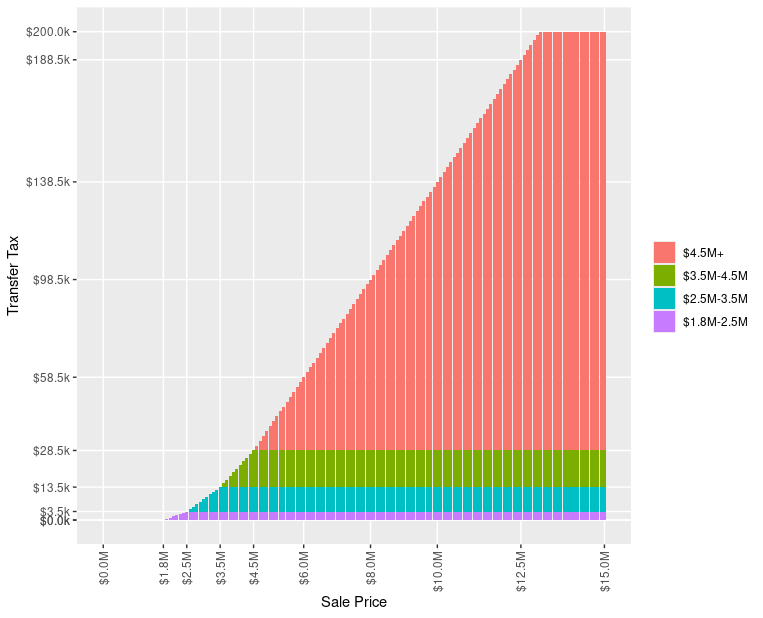 $200.0k
$188.5k
$138.5k
$98.5k
$58.5k
$28.5k
$13.5k
$3.5k
$0.0k
Transfer Tax
$0.0M
$1.8M
$2.5M
$3.5M
$4.5M
$6.0M
$8.0M
$10.0M
$12.5M
$15.0M
Sale Price
$4.5M+
$3.5M-4.5M
$2.5M-3.5M
$1.8M-2.5M